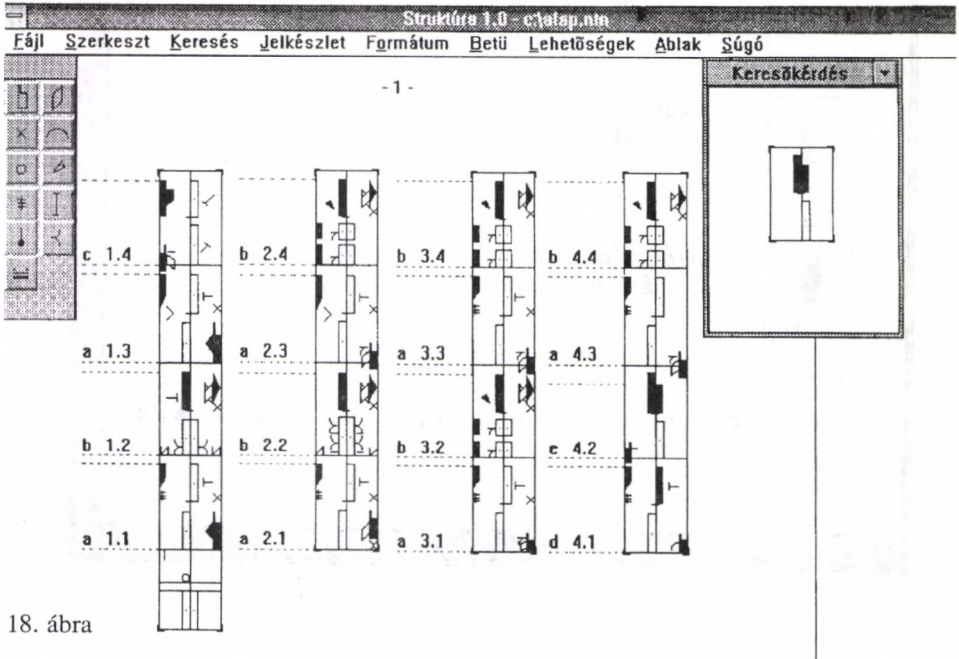 Struktúra 1.0 - c:\alap.ntn
Fájl Szerkeszt Keresés Jelkészlet Formátum Betü Lehetőségek Ablak Súgó
Keresőkérdés
- 1 -
c 1.4 b 2.4 b 3.4 b 4.4
a 1.3 a 2.3 a 3.3 a 4.3
b 1.2 b 2.2 b 3.2 e 4.2
a 1.1 a 2.1 a 3.1 d 4.1
18. ábra